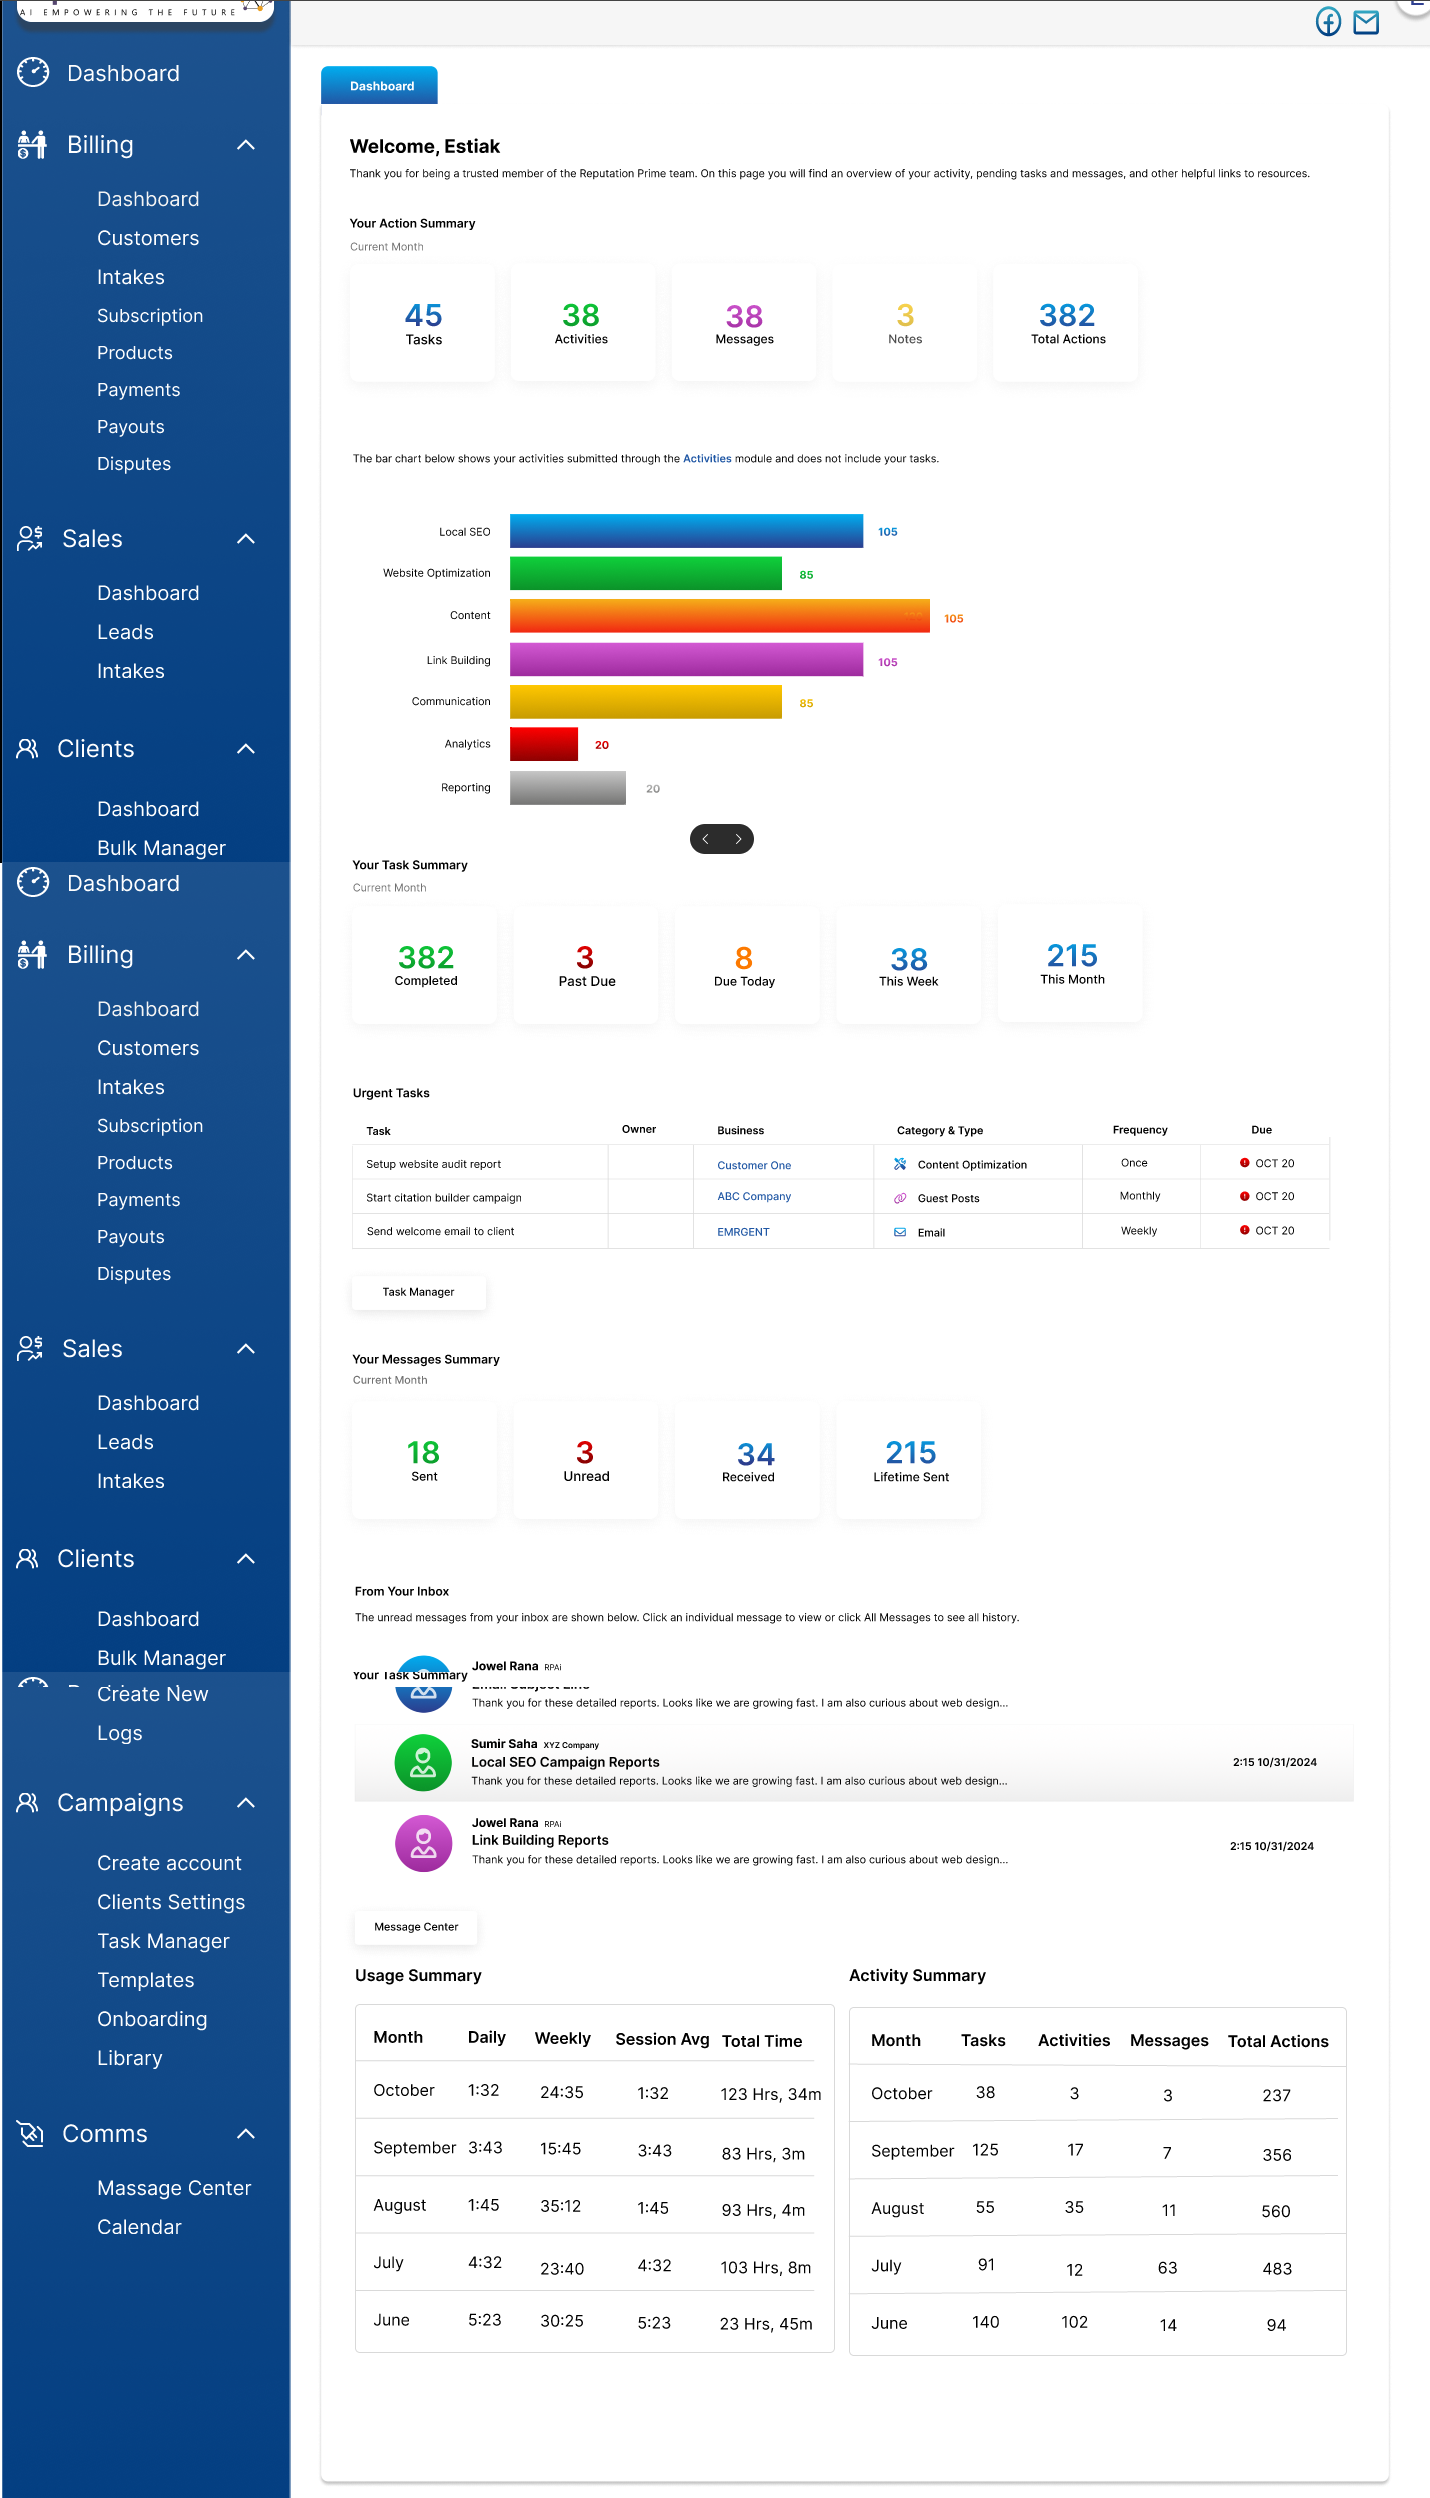 AI EMPOWERING THE FUTURE
Dashboard
Billing
Dashboard
Customers
Intakes
Subscription
Products
Payments
Payouts
Disputes
Sales
Dashboard
Leads
Intakes
Clients
Dashboard
Bulk Manager
Dashboard
Billing
Dashboard
Customers
Intakes
Subscription
Products
Payments
Payouts
Disputes
Sales
Dashboard
Leads
Intakes
Clients
Dashboard
Bulk Manager
Create New
Logs
Campaigns
Create account
Clients Settings
Task Manager
Templates
Onboarding
Library
Comms
Massage Center
Calendar
Dashboard
Welcome, Estiak
Thank you for being a trusted member of the Reputation Prime team. On this page you will find an overview of your activity, pending tasks and messages, and other helpful links to resources.
Your Action Summary
Current Month
45 38 38 3 382
Tasks Activities Messages Notes Total Actions
The bar chart below shows your activities submitted through the Activities module and does not include your tasks.
Local SEO 105
Website Optimization 85
Content 105
Link Building 105
Communication 85
Analytics 20
Reporting 20
Your Task Summary
Current Month
382 3 8 38 215
Completed Past Due Due Today This Week This Month
Urgent Tasks
Task Owner Business Category & Type Frequency Due
Setup website audit report Customer One Content Optimization Once OCT 20
Start citation builder campaign ABC Company Guest Posts Monthly OCT 20
Send welcome email to client EMRGENT Email Weekly OCT 20
Task Manager
Your Messages Summary
Current Month
18 3 34 215
Sent Unread Received Lifetime Sent
From Your Inbox
The unread messages from your inbox are shown below. Click an individual message to view or click All Messages to see all history.
Jowel Rana RPAi
Your Task Summary
Email Subject Line
Thank you for these detailed reports. Looks like we are growing fast. I am also curious about web design...
Sumir Saha XYZ Company
Local SEO Campaign Reports 2:15 10/31/2024
Thank you for these detailed reports. Looks like we are growing fast. I am also curious about web design...
Jowel Rana RPAi
Link Building Reports 2:15 10/31/2024
Thank you for these detailed reports. Looks like we are growing fast. I am also curious about web design...
Message Center
Usage Summary
Month Daily Weekly Session Avg Total Time
October 1:32 24:35 1:32 123 Hrs, 34m
September 3:43 15:45 3:43 83 Hrs, 3m
August 1:45 35:12 1:45 93 Hrs, 4m
July 4:32 23:40 4:32 103 Hrs, 8m
June 5:23 30:25 5:23 23 Hrs, 45m
Activity Summary
Month Tasks Activities Messages Total Actions
October 38 3 3 237
September 125 17 7 356
August 55 35 11 560
July 91 12 63 483
June 140 102 14 94